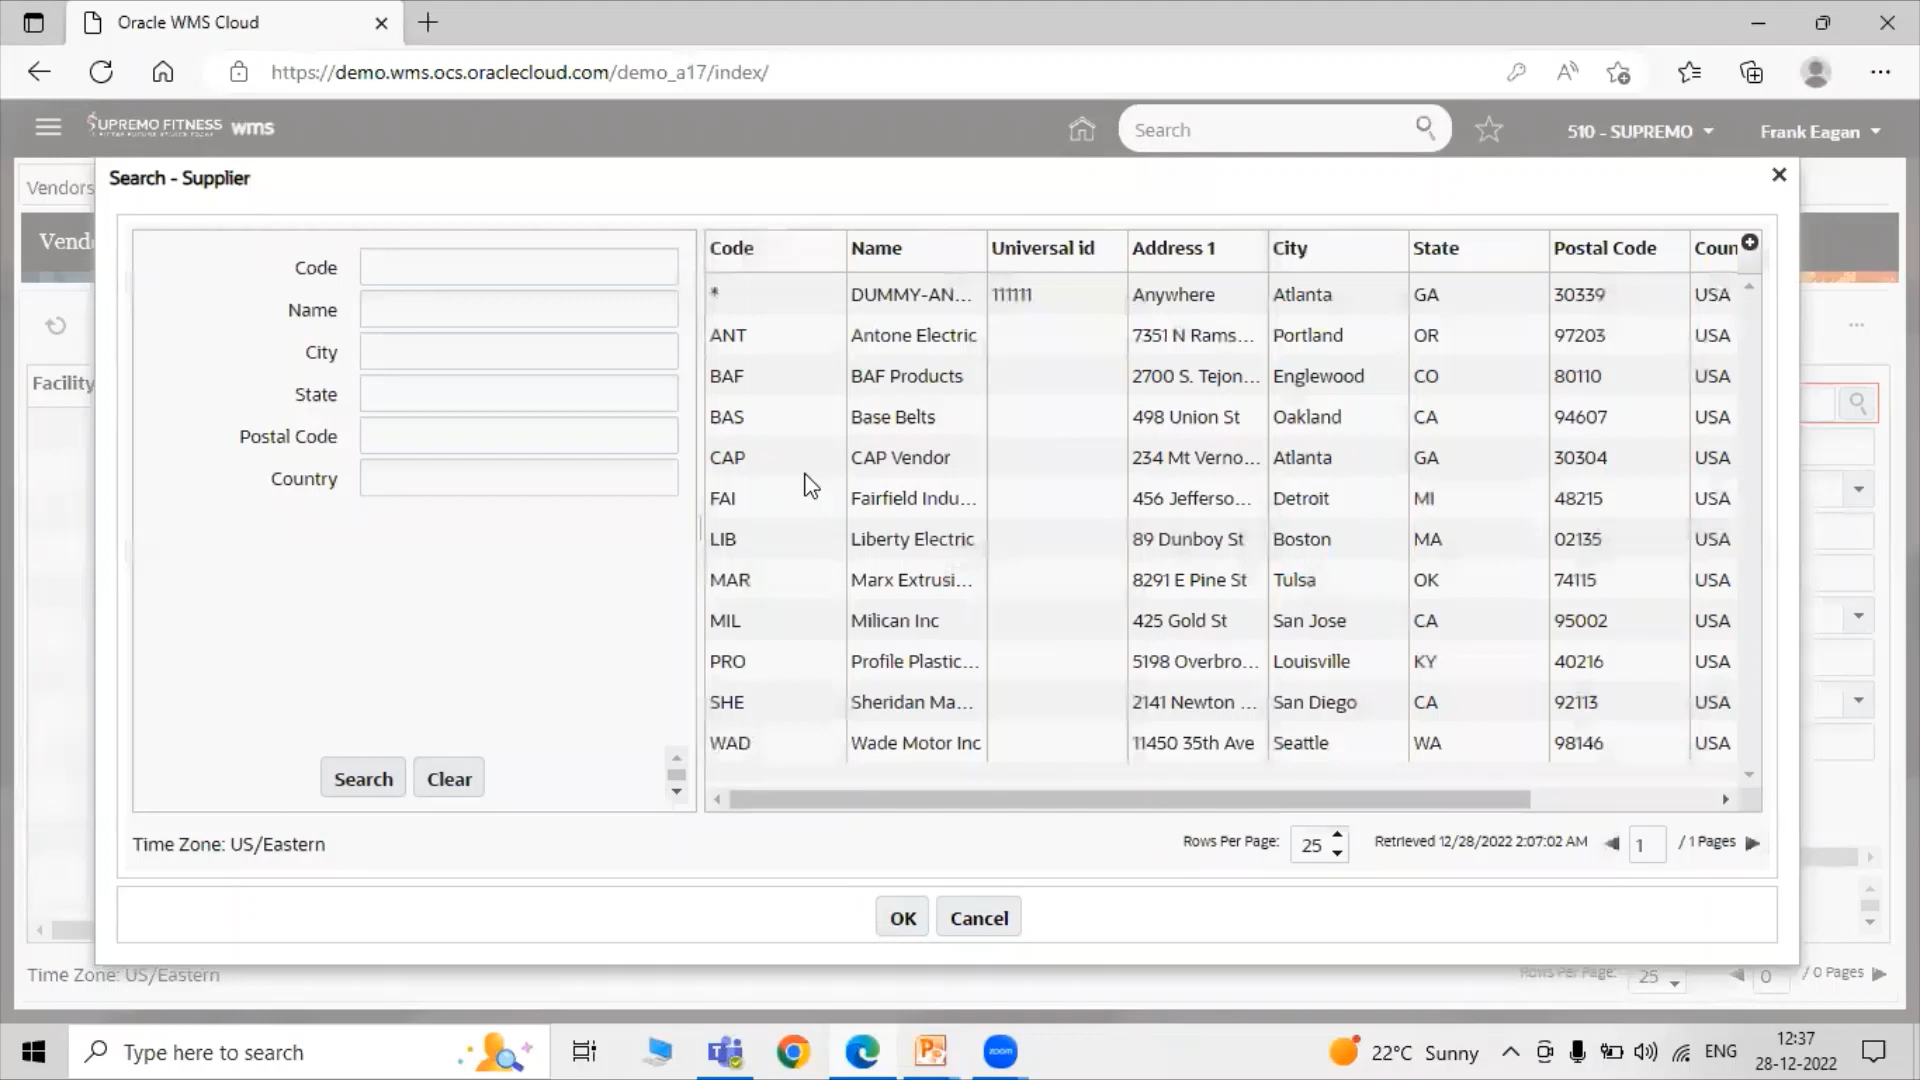 Oracle WMS Cloud
https://demo.wms.ocs.oraclecloud.com/demo_a17/index/
SUPREMO FITNESS wms
Search
510 - SUPREMO
Frank Eagan
Vendors
Search - Supplier
Facility
Code
Name
City
State
Postal Code
Country
Search Clear
Code Name Universal id Address 1 City State Postal Code Coun
* DUMMY-AN... 111111 Anywhere Atlanta GA 30339 USA
ANT Antone Electric 7351 N Rams... Portland OR 97203 USA
BAF BAF Products 2700 S. Tejon... Englewood CO 80110 USA
BAS Base Belts 498 Union St Oakland CA 94607 USA
CAP CAP Vendor 234 Mt Verno... Atlanta GA 30304 USA
FAI Fairfield Indu... 456 Jefferso... Detroit MI 48215 USA
LIB Liberty Electric 89 Dunboy St Boston MA 02135 USA
MAR Marx Extrusi... 8291 E Pine St Tulsa OK 74115 USA
MIL Milican Inc 425 Gold St San Jose CA 95002 USA
PRO Profile Plastic... 5198 Overbro... Louisville KY 40216 USA
SHE Sheridan Ma... 2141 Newton ... San Diego CA 92113 USA
WAD Wade Motor Inc 11450 35th Ave Seattle WA 98146 USA
Time Zone: US/Eastern
Rows Per Page: 25 Retrieved 12/28/2022 2:07:02 AM 1 / 1 Pages
OK Cancel
Time Zone: US/Eastern
Rows Per Page: 25 0 / 0 Pages
Type here to search
zoom
22°C Sunny
ENG
12:37
28-12-2022